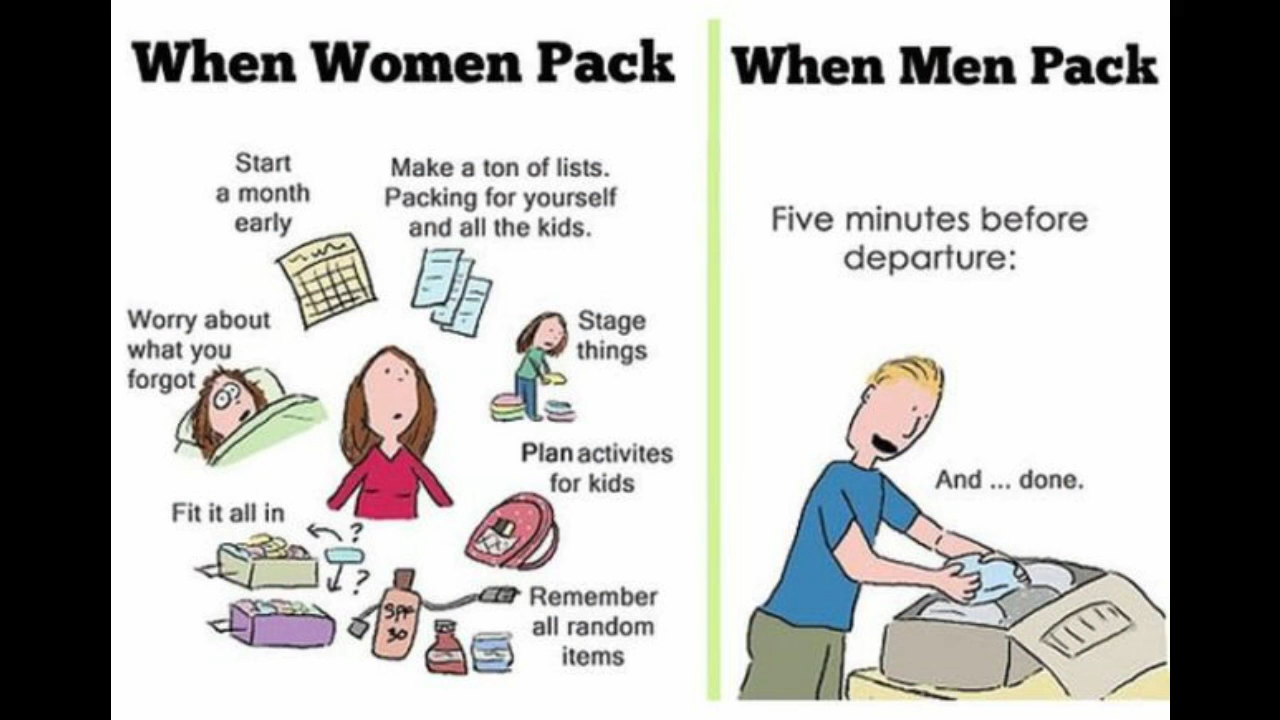 When Women Pack
Start
a month
early
Make a ton of lists.
Packing for yourself
and all the kids.
Worry about
what you
forgot
Stage
things
Plan activites
for kids
Fit it all in
?
?
SPF
30
Remember
all random
items
When Men Pack
Five minutes before
departure:
And ... done.